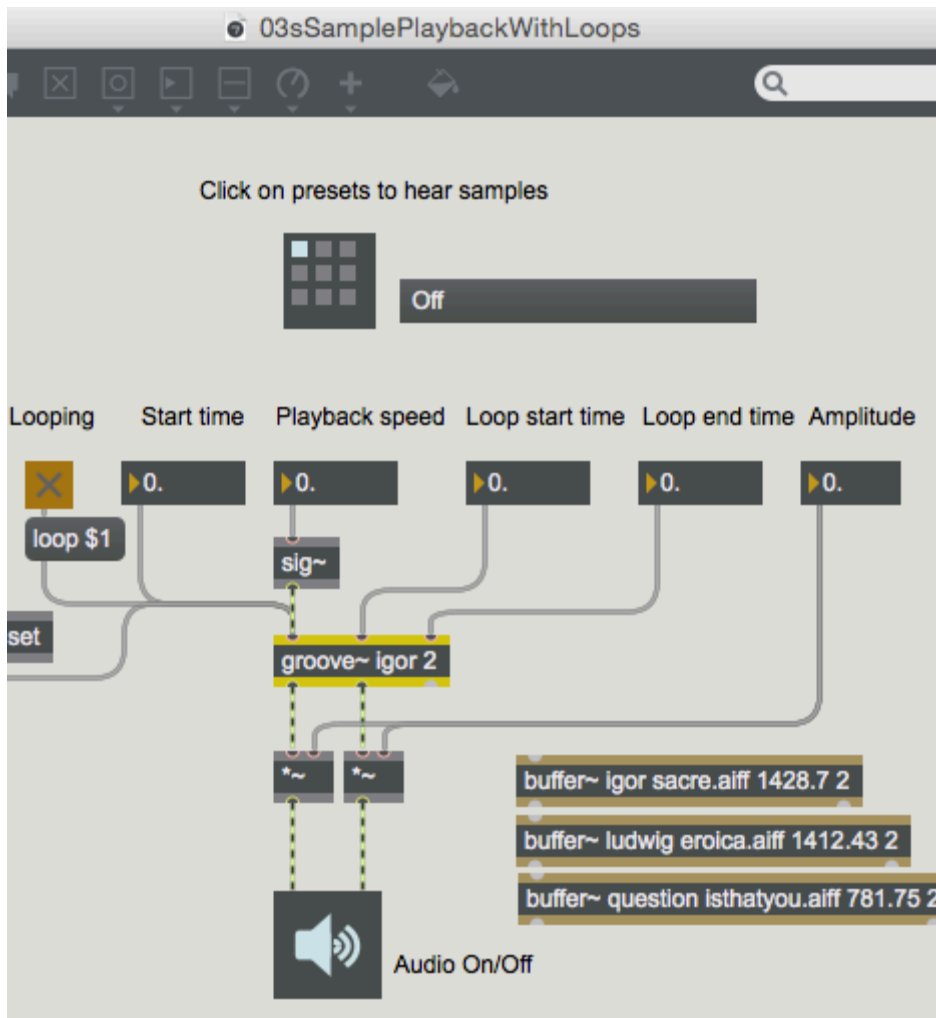 03sSamplePlaybackWithLoops
Click on presets to hear samples
Off
Looping Start time Playback speed Loop start time Loop end time Amplitude
0. 0. 0. 0. 0.
loop $1
sig~
set
groove~ igor 2
*~ *~
buffer~ igor sacre.aiff 1428.7 2
buffer~ ludwig eroica.aiff 1412.43 2
buffer~ question isthatyou.aiff 781.75 2
Audio On/Off